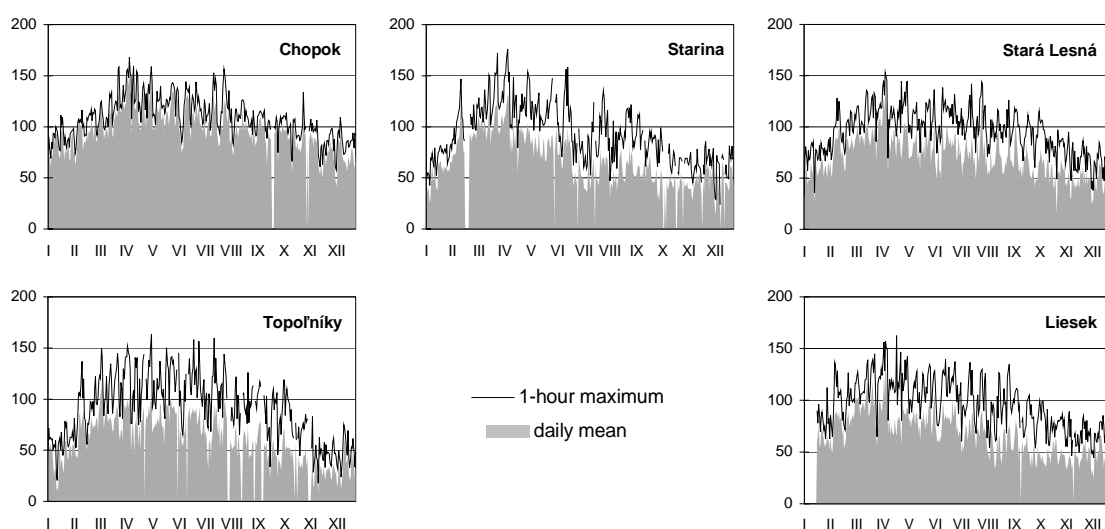 200
150
100
50
0
Chopok
I II III IV V VI VII VIII IX X XI XII
200
150
100
50
0
Starina
I II III IV V VI VII VIII IX X XI XII
200
150
100
50
0
Stará Lesná
I II III IV V VI VII VIII IX X XI XII
200
150
100
50
0
Topoľníky
I II III IV V VI VII VIII IX X XI XII
1-hour maximum
daily mean
200
150
100
50
0
Liesek
I II III IV V VI VII VIII IX X XI XII